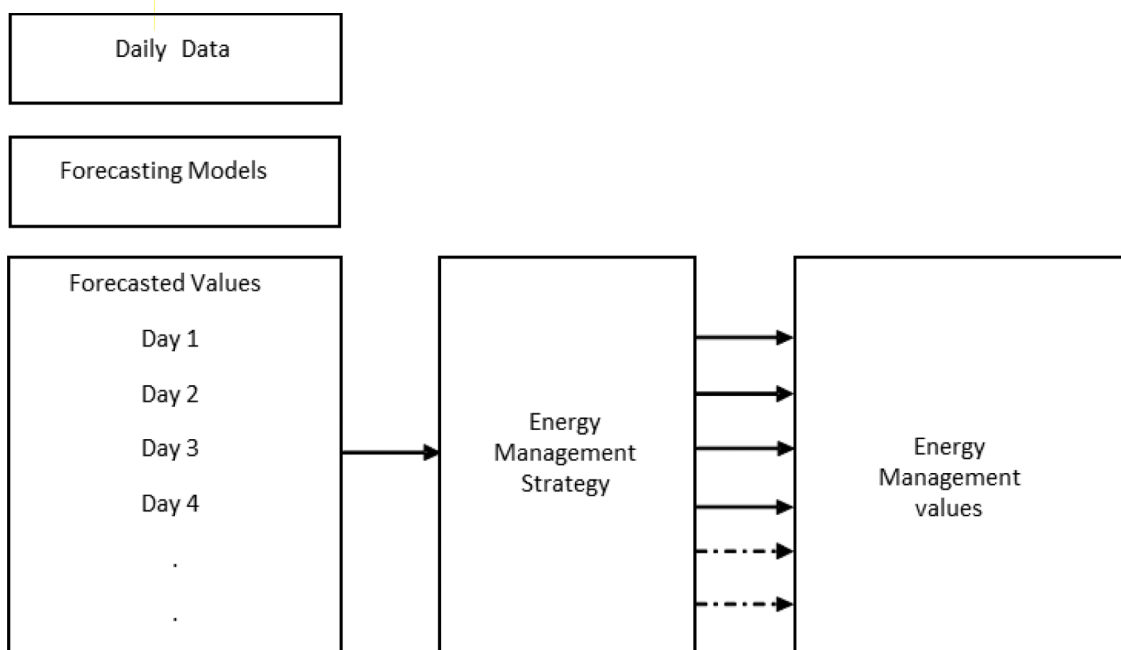 Daily Data
Forecasting Models
Forecasted Values
Day 1
Day 2
Day 3
Day 4
.
.
Energy
Management
Strategy
Energy
Management
values